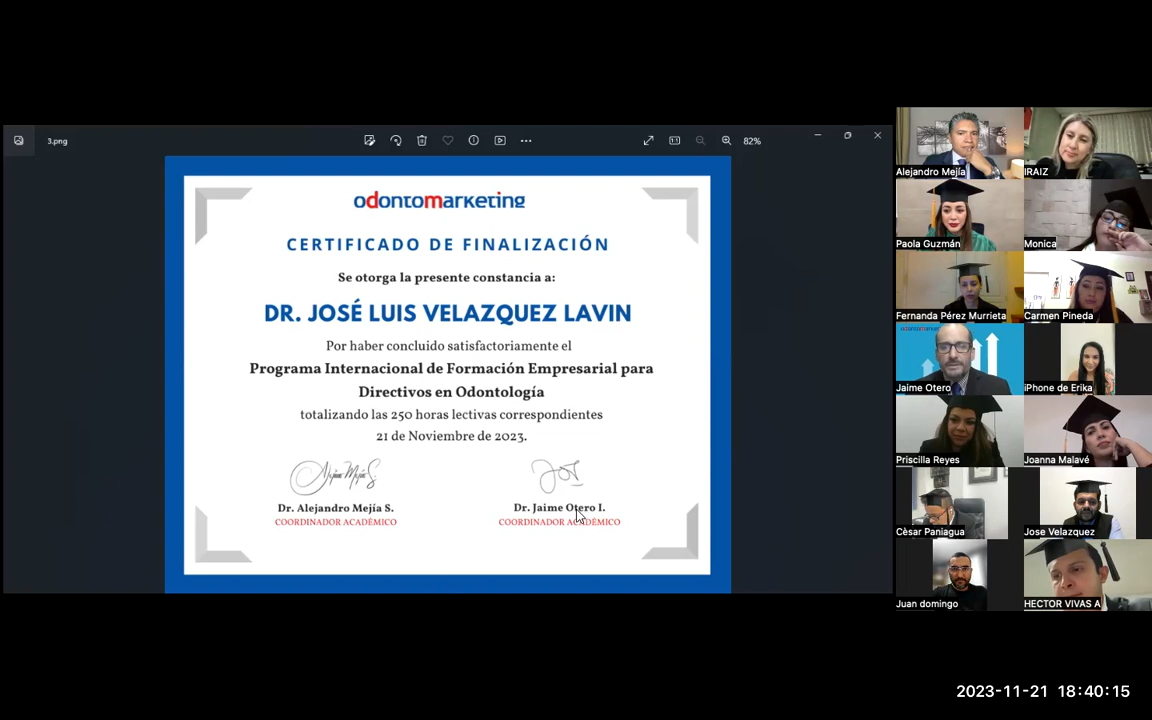 3.png
82%
odontomarketing
CERTIFICADO DE FINALIZACIÓN
Se otorga la presente constancia a:
DR. JOSÉ LUIS VELAZQUEZ LAVIN
Por haber concluido satisfactoriamente el
Programa Internacional de Formación Empresarial para
Directivos en Odontología
totalizando las 250 horas lectivas correspondientes
21 de Noviembre de 2023.
Dr. Alejandro Mejía S.
COORDINADOR ACADÉMICO
Dr. Jaime Otero I.
COORDINADOR ACADÉMICO
Alejandro Mejía
IRAIZ
Paola Guzmán
Monica
Fernanda Pérez Murrieta
Carmen Pineda
odontomarketing
Jaime Otero
iPhone de Erika
Priscilla Reyes
Joanna Malavé
Cèsar Paniagua
Jose Velazquez
Juan domingo
HECTOR VIVAS A
2023-11-21 18:40:15